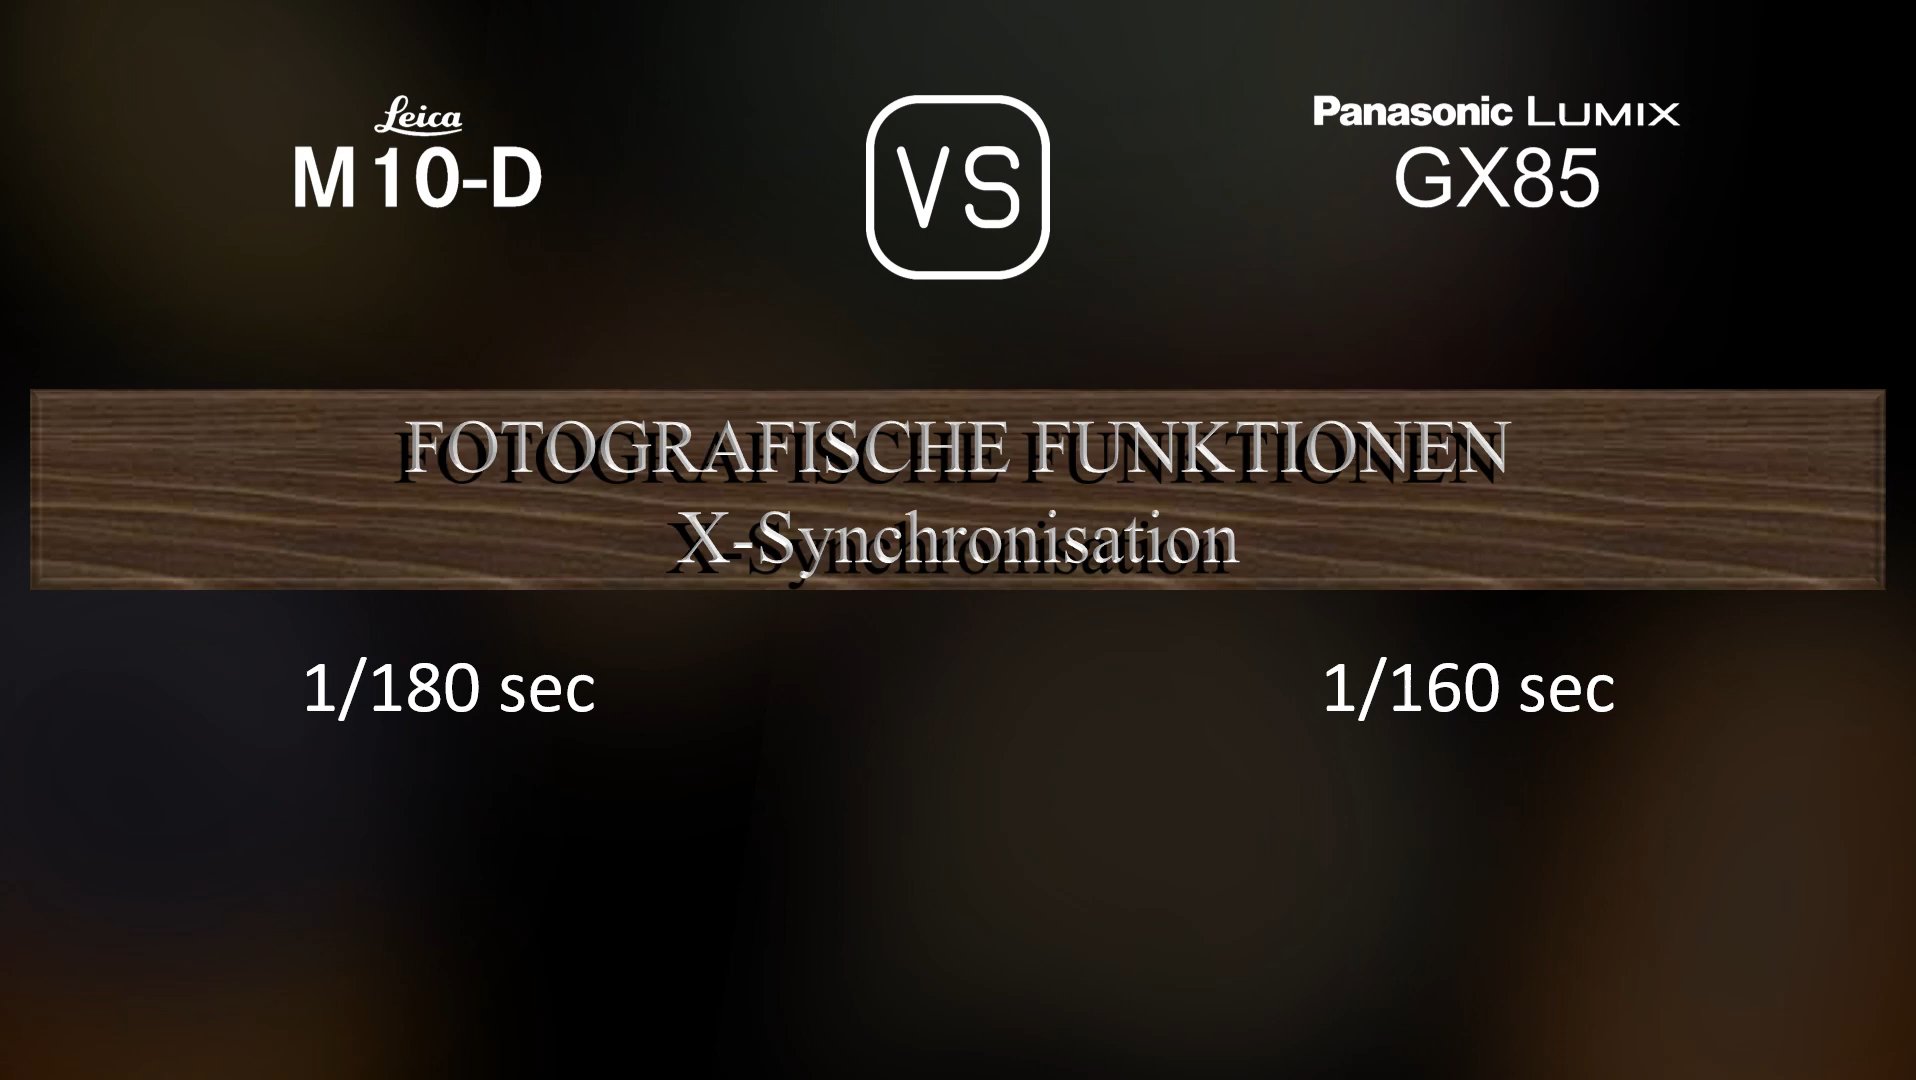 Leica
M10-D
VS
Panasonic LUMIX
GX85
FOTOGRAFISCHE FUNKTIONEN
X-Synchronisation
1/180 sec
1/160 sec